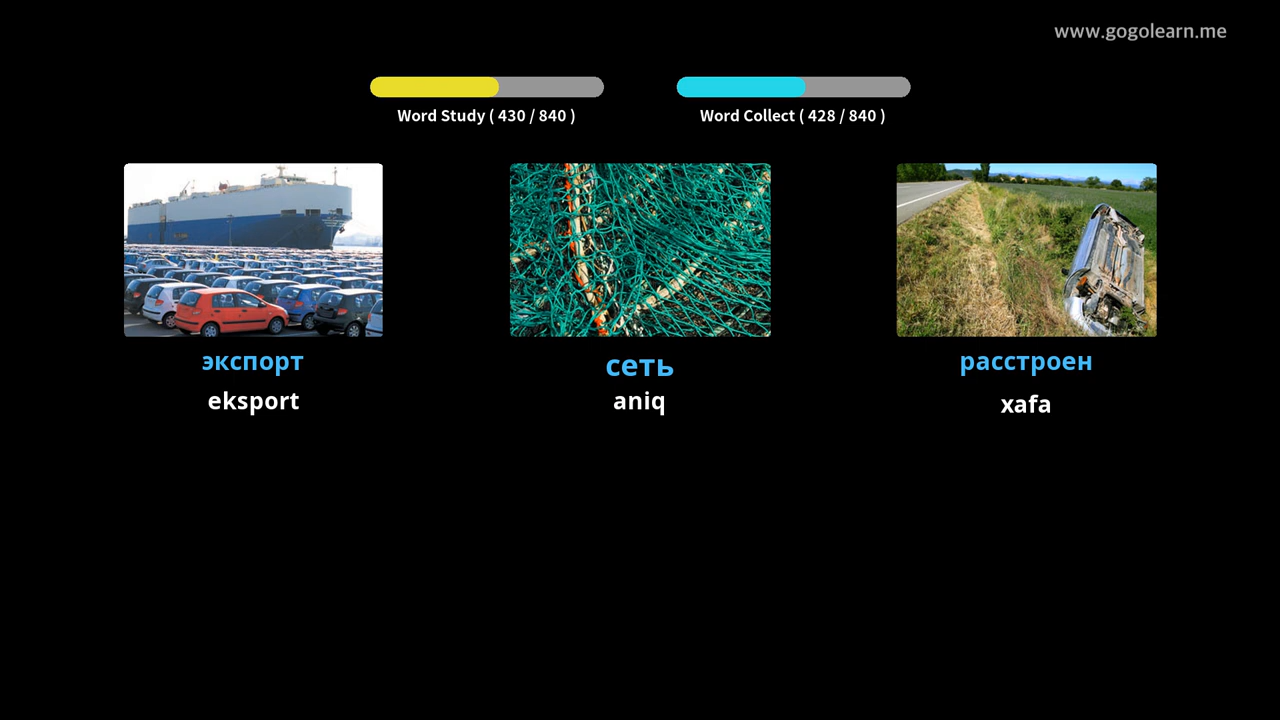 www.gogolearn.me
Word Study ( 430 / 840 )
Word Collect ( 428 / 840 )
экспорт
eksport
сеть
aniq
расстроен
xafa